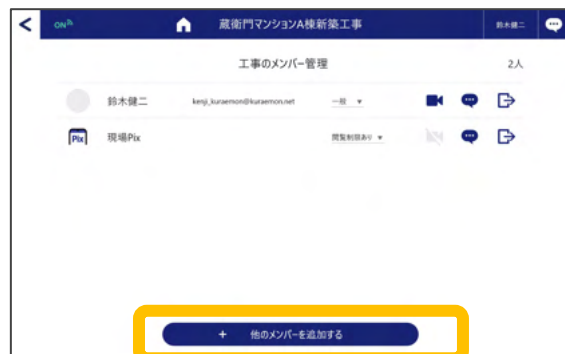 ON 蔵衛門マンションA棟新築工事 鈴木健二
工事のメンバー管理 2人
鈴木健二 kenji_kuraemon@kuraemon.net 一般
Pix 現場Pix 閲覧制限あり
+ 他のメンバーを追加する